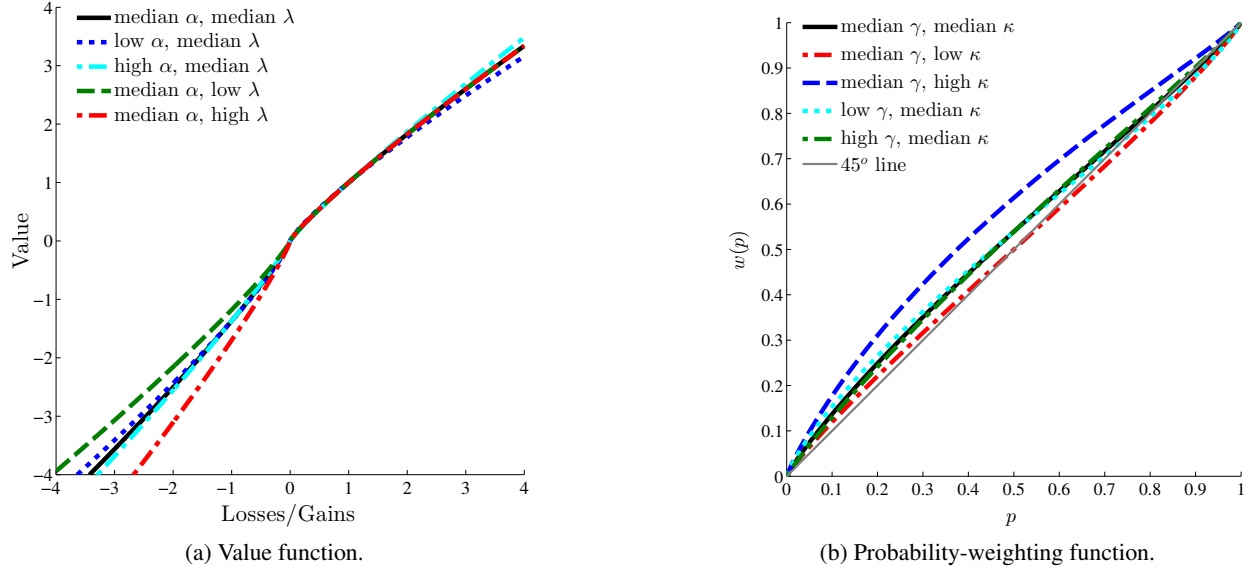 4
3
2
1
0
−1
−2
−3
−4
−4
−3
−2
−1
0
1
2
3
4
Value
Losses/Gains
median α, median λ
low α, median λ
high α, median λ
median α, low λ
median α, high λ
(a) Value function.
1
0.9
0.8
0.7
0.6
0.5
0.4
0.3
0.2
0.1
0
0
0.1
0.2
0.3
0.4
0.5
0.6
0.7
0.8
0.9
1
w(p)
p
median γ, median κ
median γ, low κ
median γ, high κ
low γ, median κ
high γ, median κ
45° line
(b) Probability-weighting function.